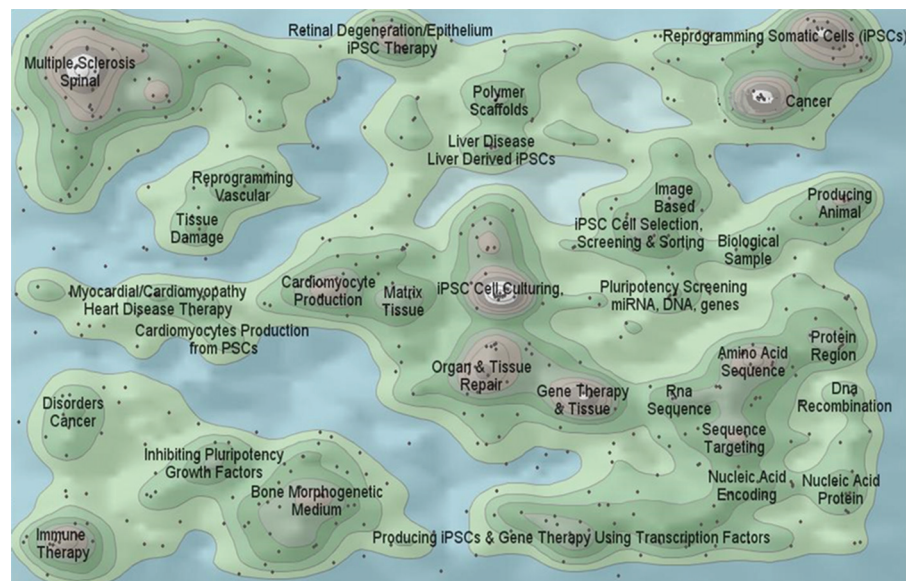 Retinal Degeneration/Epithelium
iPSC Therapy
Reprogramming Somatic Cells (iPSCs)
Multiple Sclerosis
Spinal
Polymer
Scaffolds
Cancer
Liver Disease
Liver Derived iPSCs
Reprogramming
Vascular
Tissue
Damage
Image
Based
iPSC Cell Selection,
Screening & Sorting
Producing
Animal
Biological
Sample
Myocardial/Cardiomyopathy
Heart Disease Therapy
Cardiomyocyte
Production
Matrix
Tissue
iPSC Cell Culturing,
Pluripotency Screening
miRNA, DNA, genes
Cardiomyocytes Production
from PSCs
Organ & Tissue
Repair
Gene Therapy
& Tissue
Rna
Sequence
Amino Acid
Sequence
Protein
Region
Dna
Recombination
Disorders
Cancer
Sequence
Targeting
Inhibiting Pluripotency
Growth Factors
Bone Morphogenetic
Medium
Nucleic Acid
Encoding
Nucleic Acid
Protein
Immune
Therapy
Producing iPSCs & Gene Therapy Using Transcription Factors